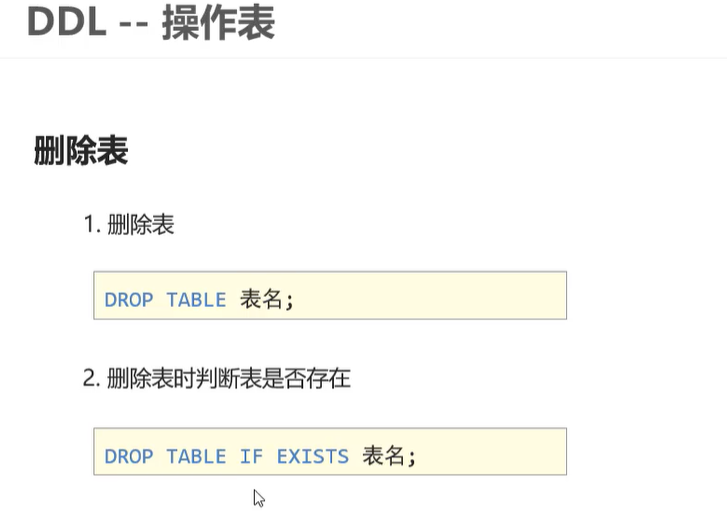 DDL -- 操作表
删除表
1. 删除表
DROP TABLE 表名;
2. 删除表时判断表是否存在
DROP TABLE IF EXISTS 表名;